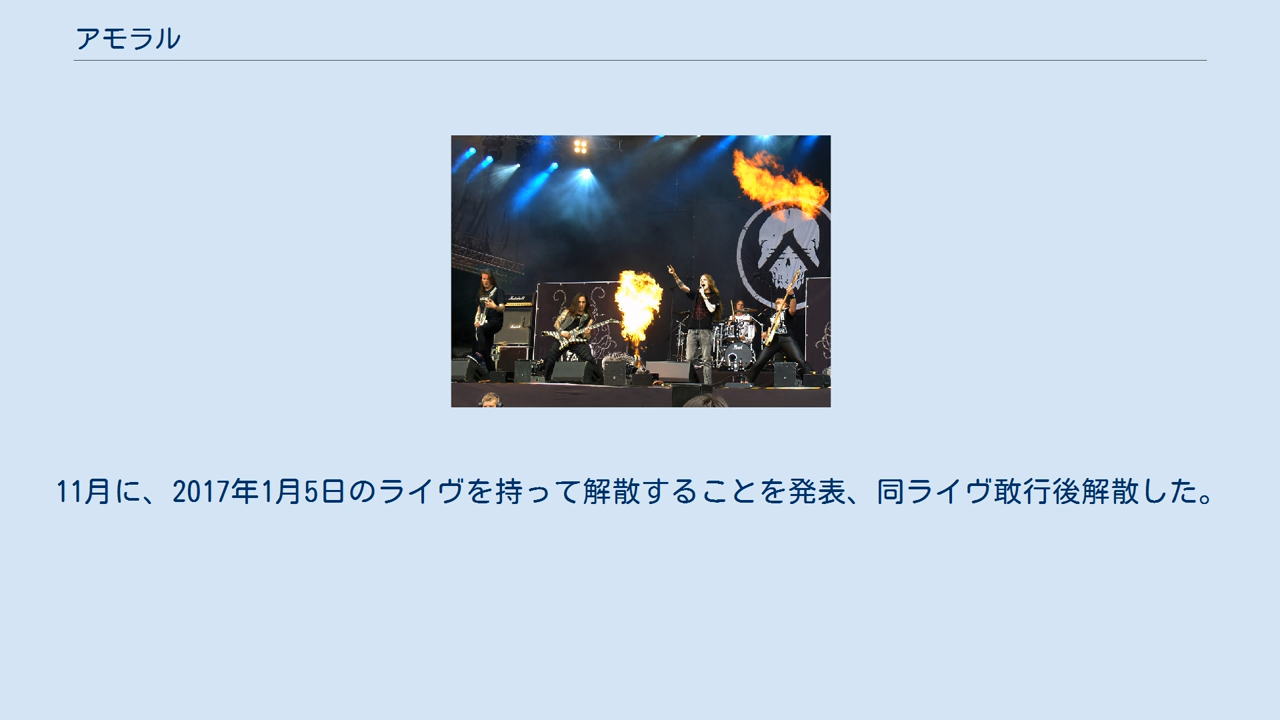 アモラル
11月に、2017年1月5日のライヴを持って解散することを発表、同ライヴ敢行後解散した。